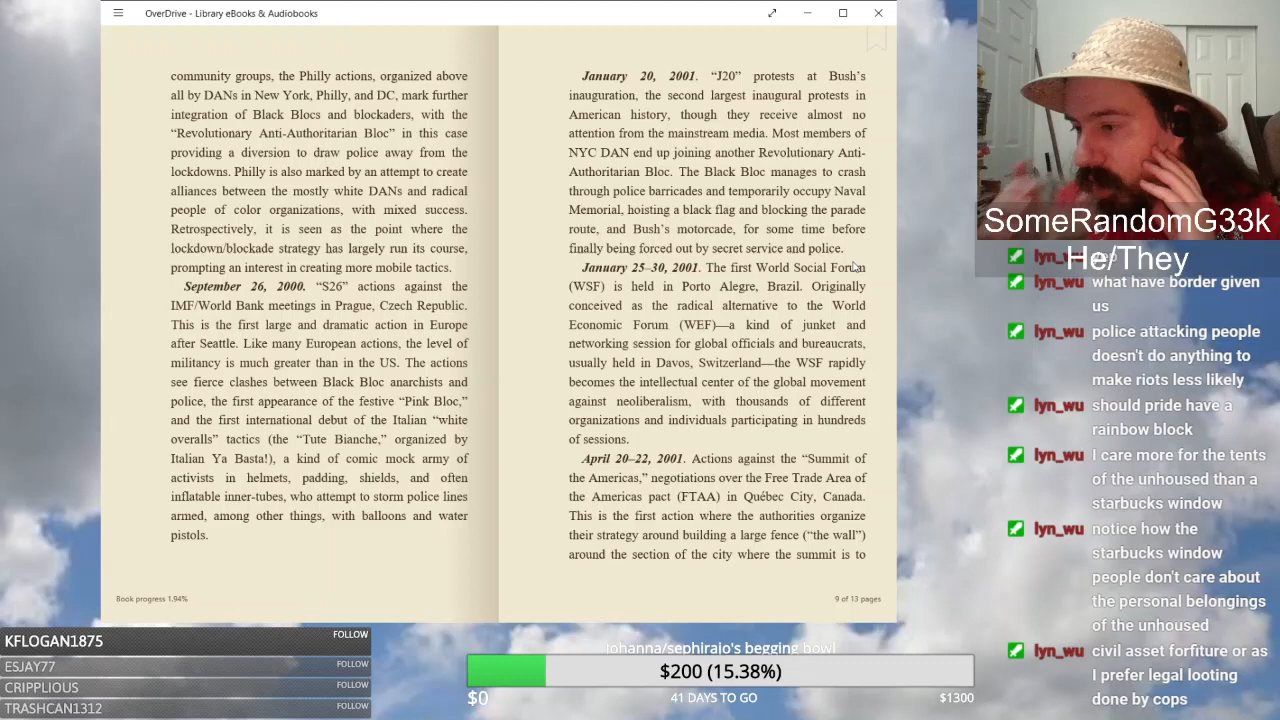 OverDrive - Library eBooks & Audiobooks
community groups, the Philly actions, organized above
all by DANs in New York, Philly, and DC, mark further
integration of Black Blocs and blockaders, with the
“Revolutionary Anti-Authoritarian Bloc” in this case
providing a diversion to draw police away from the
lockdowns. Philly is also marked by an attempt to create
alliances between the mostly white DANs and radical
people of color organizations, with mixed success.
Retrospectively, it is seen as the point where the
lockdown/blockade strategy has largely run its course,
prompting an interest in creating more mobile tactics.
September 26, 2000. “S26” actions against the
IMF/World Bank meetings in Prague, Czech Republic.
This is the first large and dramatic action in Europe
after Seattle. Like many European actions, the level of
militancy is much greater than in the US. The actions
see fierce clashes between Black Bloc anarchists and
police, the first appearance of the festive “Pink Bloc,”
and the first international debut of the Italian “white
overalls” tactics (the “Tute Bianche,” organized by
Italian Ya Basta!), a kind of comic mock army of
activists in helmets, padding, shields, and often
inflatable inner-tubes, who attempt to storm police lines
armed, among other things, with balloons and water
pistols.
Book progress 1.94%
January 20, 2001. “J20” protests at Bush’s
inauguration, the second largest inaugural protests in
American history, though they receive almost no
attention from the mainstream media. Most members of
NYC DAN end up joining another Revolutionary Anti-
Authoritarian Bloc. The Black Bloc manages to crash
through police barricades and temporarily occupy Naval
Memorial, hoisting a black flag and blocking the parade
route, and Bush’s motorcade, for some time before
finally being forced out by secret service and police.
January 25–30, 2001. The first World Social Forum
(WSF) is held in Porto Alegre, Brazil. Originally
conceived as the radical alternative to the World
Economic Forum (WEF)—a kind of junket and
networking session for global officials and bureaucrats,
usually held in Davos, Switzerland—the WSF rapidly
becomes the intellectual center of the global movement
against neoliberalism, with thousands of different
organizations and individuals participating in hundreds
of sessions.
April 20–22, 2001. Actions against the “Summit of
the Americas,” negotiations over the Free Trade Area of
the Americas pact (FTAA) in Québec City, Canada.
This is the first action where the authorities organize
their strategy around building a large fence (“the wall”)
around the section of the city where the summit is to
9 of 13 pages
SomeRandomG33k
He/They
lyn_wu what have border given
us
lyn_wu police attacking people
doesn't do anything to
make riots less likely
lyn_wu should pride have a
rainbow block
lyn_wu I care more for the tents
of the unhoused than a
starbucks window
lyn_wu notice how the
starbucks window
people don't care about
the personal belongings
of the unhoused
lyn_wu civil asset forfiture or as
I prefer legal looting
done by cops
KFLOGAN1875 FOLLOW
ESJAY77 FOLLOW
CRIPPLIOUS FOLLOW
TRASHCAN1312 FOLLOW
Johanna/sephirajo's begging bowl
$200 (15.38%)
$0 41 DAYS TO GO $1300